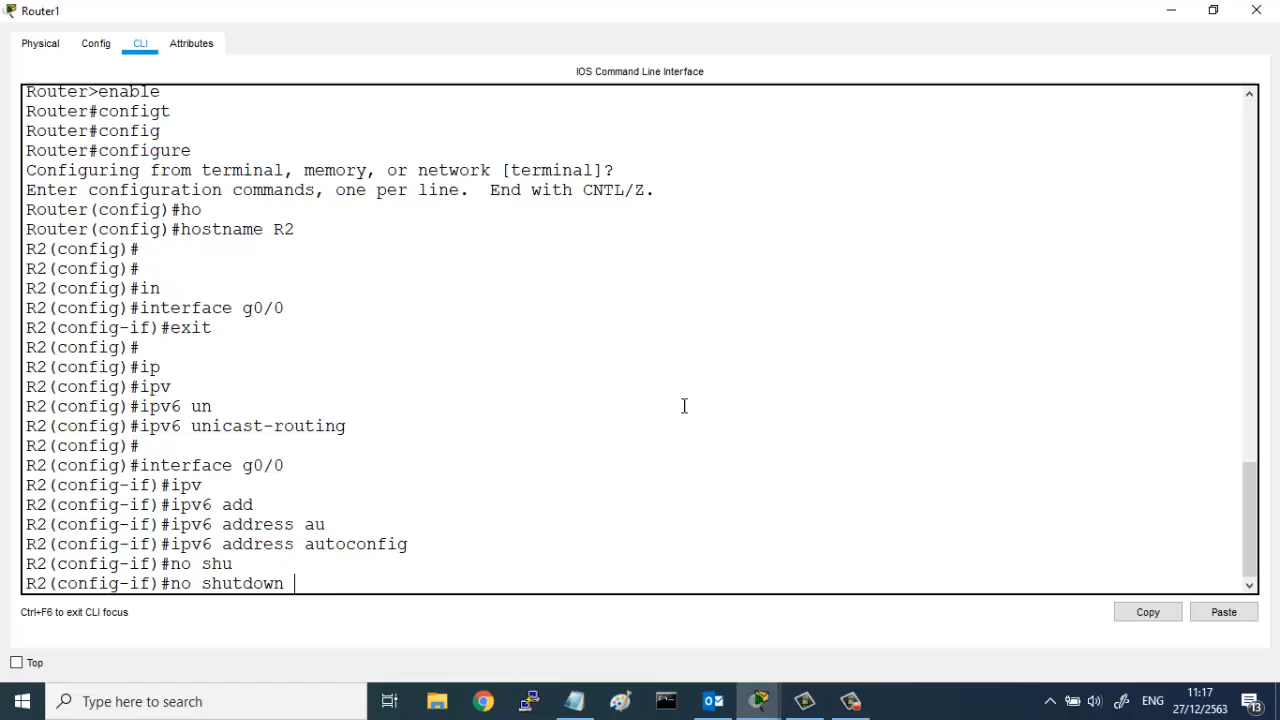 Router1
Physical Config CLI Attributes
IOS Command Line Interface
Router>enable
Router#configt
Router#config
Router#configure
Configuring from terminal, memory, or network [terminal]?
Enter configuration commands, one per line.  End with CNTL/Z.
Router(config)#ho
Router(config)#hostname R2
R2(config)#
R2(config)#
R2(config)#in
R2(config)#interface g0/0
R2(config-if)#exit
R2(config)#
R2(config)#ip
R2(config)#ipv
R2(config)#ipv6 un
R2(config)#ipv6 unicast-routing
R2(config)#
R2(config)#interface g0/0
R2(config-if)#ipv
R2(config-if)#ipv6 add
R2(config-if)#ipv6 address au
R2(config-if)#ipv6 address autoconfig
R2(config-if)#no shu
R2(config-if)#no shutdown
Ctrl+F6 to exit CLI focus
Copy Paste
Top
Type here to search
ENG
11:17
27/12/2563
13